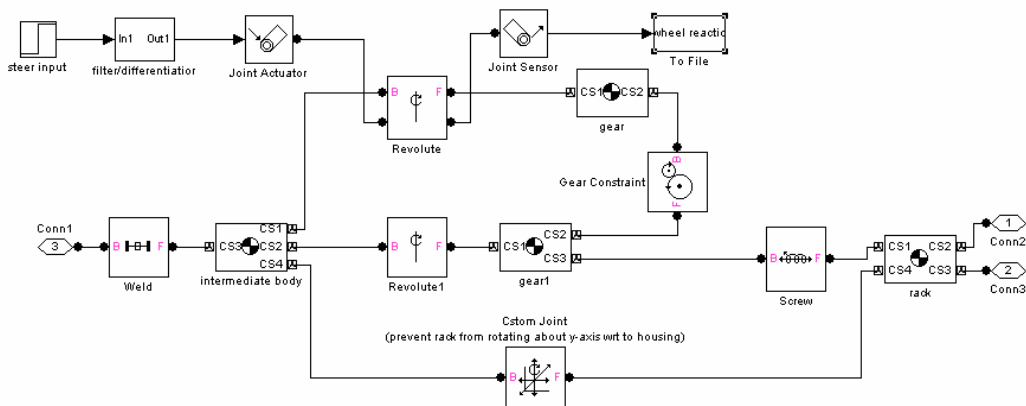 steer input
In1 Out1
filter/differentiatior
Joint Actuator
Joint Sensor
wheel reactic
To File
B F
Revolute
CS1 CS2
gear
Gear Constraint
B
F
Conn1
3
B F
Weld
CS1
CS3 CS2
CS4
intermediate body
B F
Revolute1
CS2
CS1
CS3
gear1
B F
Screw
CS1 CS2
CS4 CS3
rack
1
Conn2
2
Conn3
Cstom Joint
(prevent rack from rotating about y-axis wrt to housing)
B F